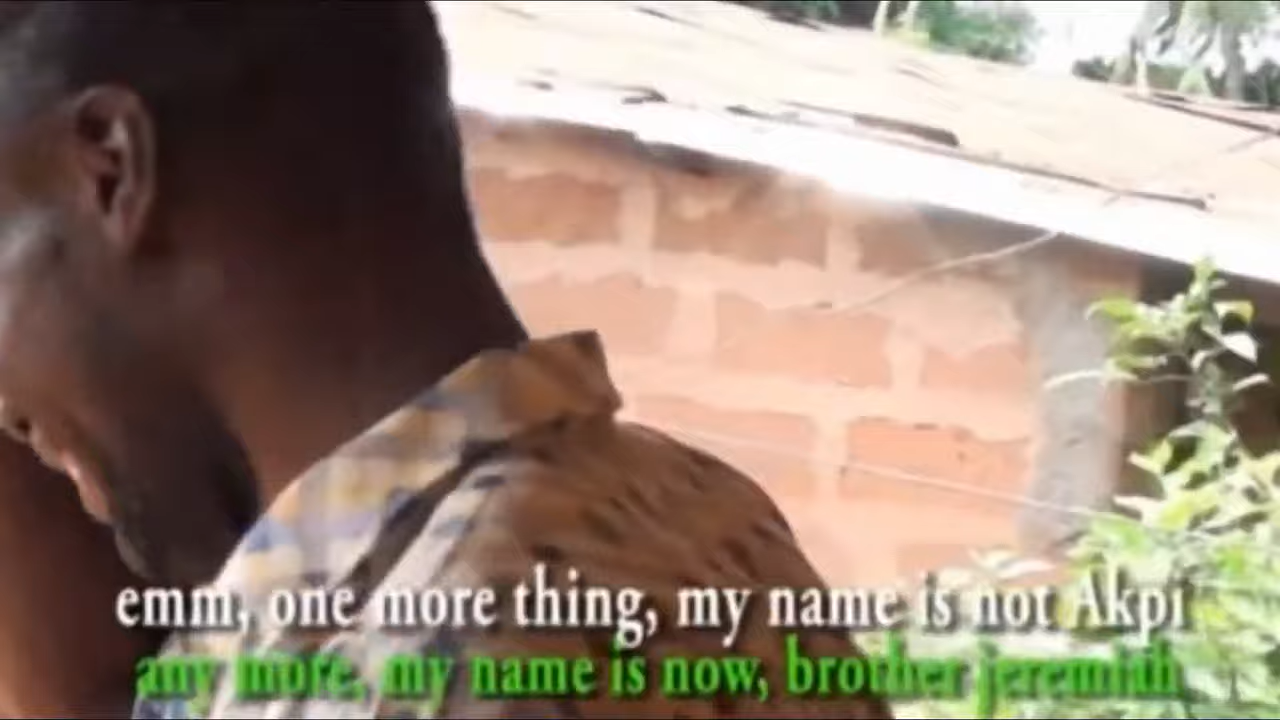 emm, one more thing, my name is not Akpi
any more, my name is now, brother jeremiah